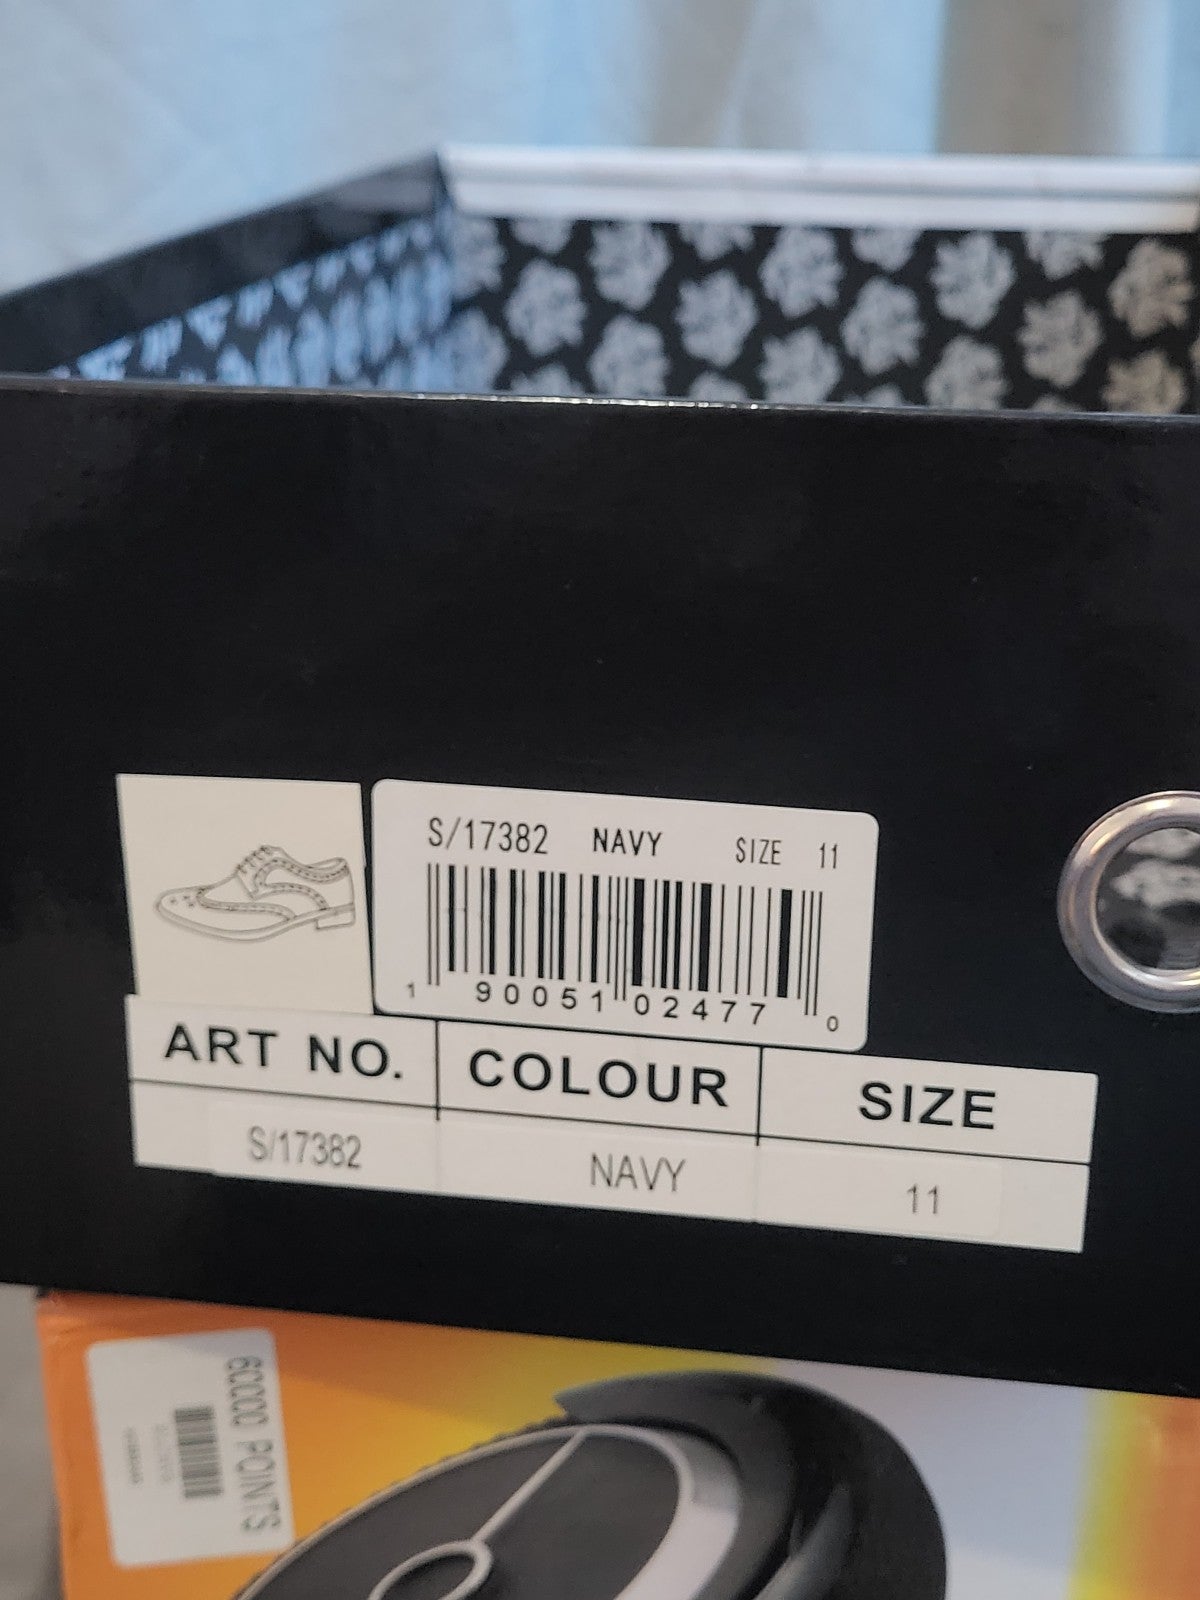 S/17382 NAVY SIZE 11
1 90051 02477 0
ART NO. COLOUR SIZE
S/17382 NAVY 11
60000 POINTS